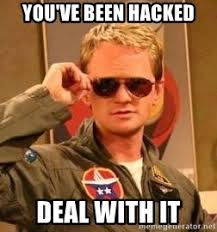 YOU'VE BEEN HACKED
DEAL WITH IT
memegenerator.net